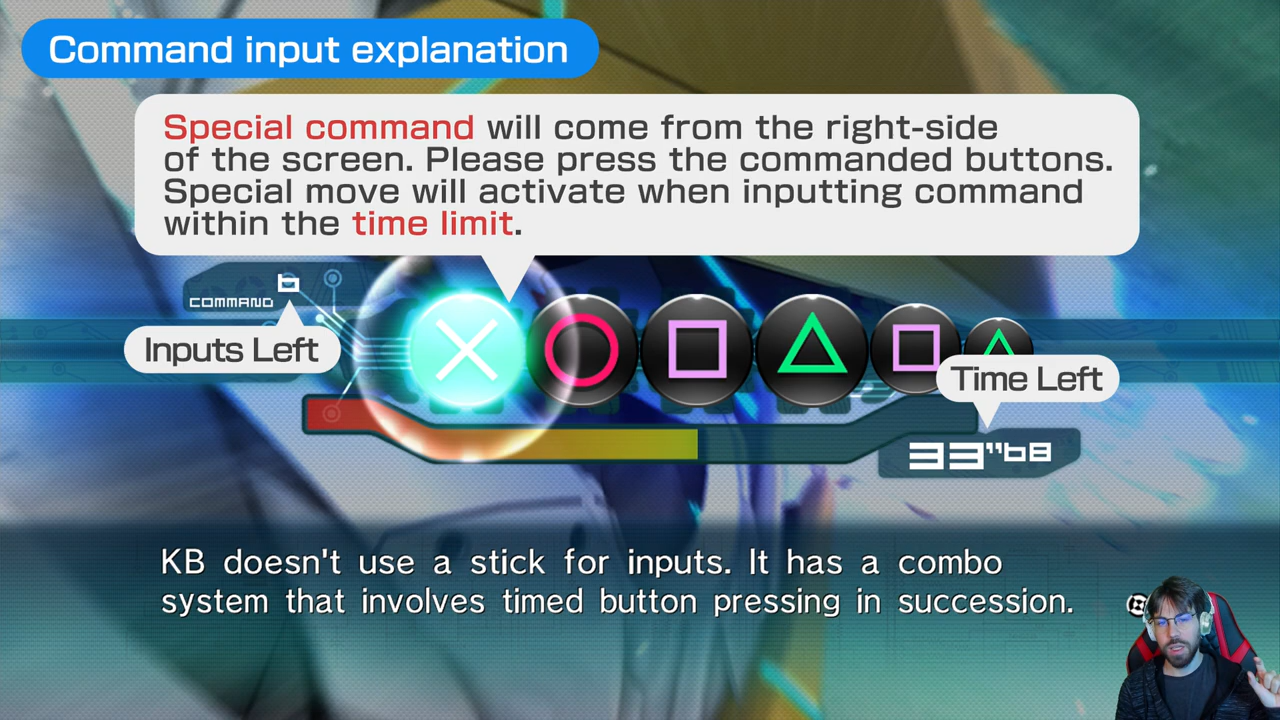 Command input explanation
Special command will come from the right-side
of the screen. Please press the commanded buttons.
Special move will activate when inputting command
within the time limit.
COMMAND 6
Inputs Left
Time Left
33"68
KB doesn't use a stick for inputs. It has a combo
system that involves timed button pressing in succession.